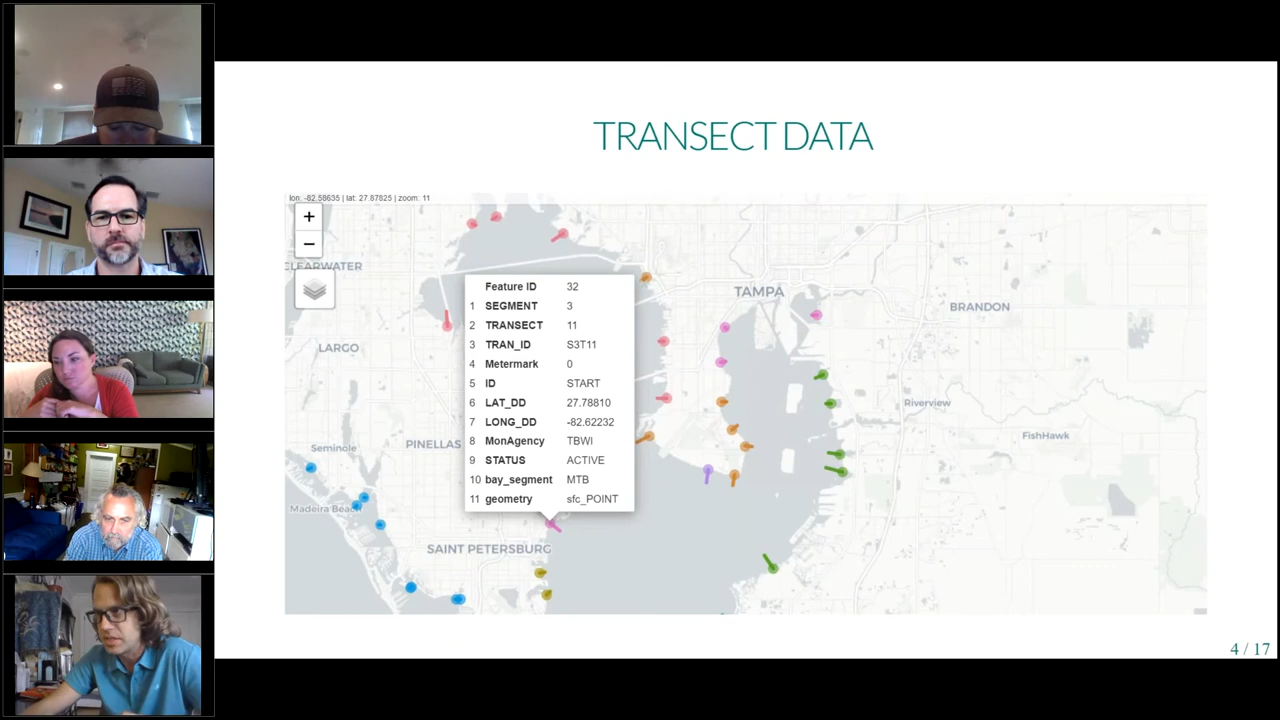 TRANSECT DATA
lon: -82.58635 | lat: 27.87825 | zoom: 11
+
−
CLEARWATER
TAMPA
BRANDON
LARGO
Riverview
FishHawk
Seminole
PINELLAS
Madeira Beach
SAINT PETERSBURG
Feature ID 32
1 SEGMENT 3
2 TRANSECT 11
3 TRAN_ID S3T11
4 Metermark 0
5 ID START
6 LAT_DD 27.78810
7 LONG_DD -82.62232
8 MonAgency TBWI
9 STATUS ACTIVE
10 bay_segment MTB
11 geometry sfc_POINT
4 / 17